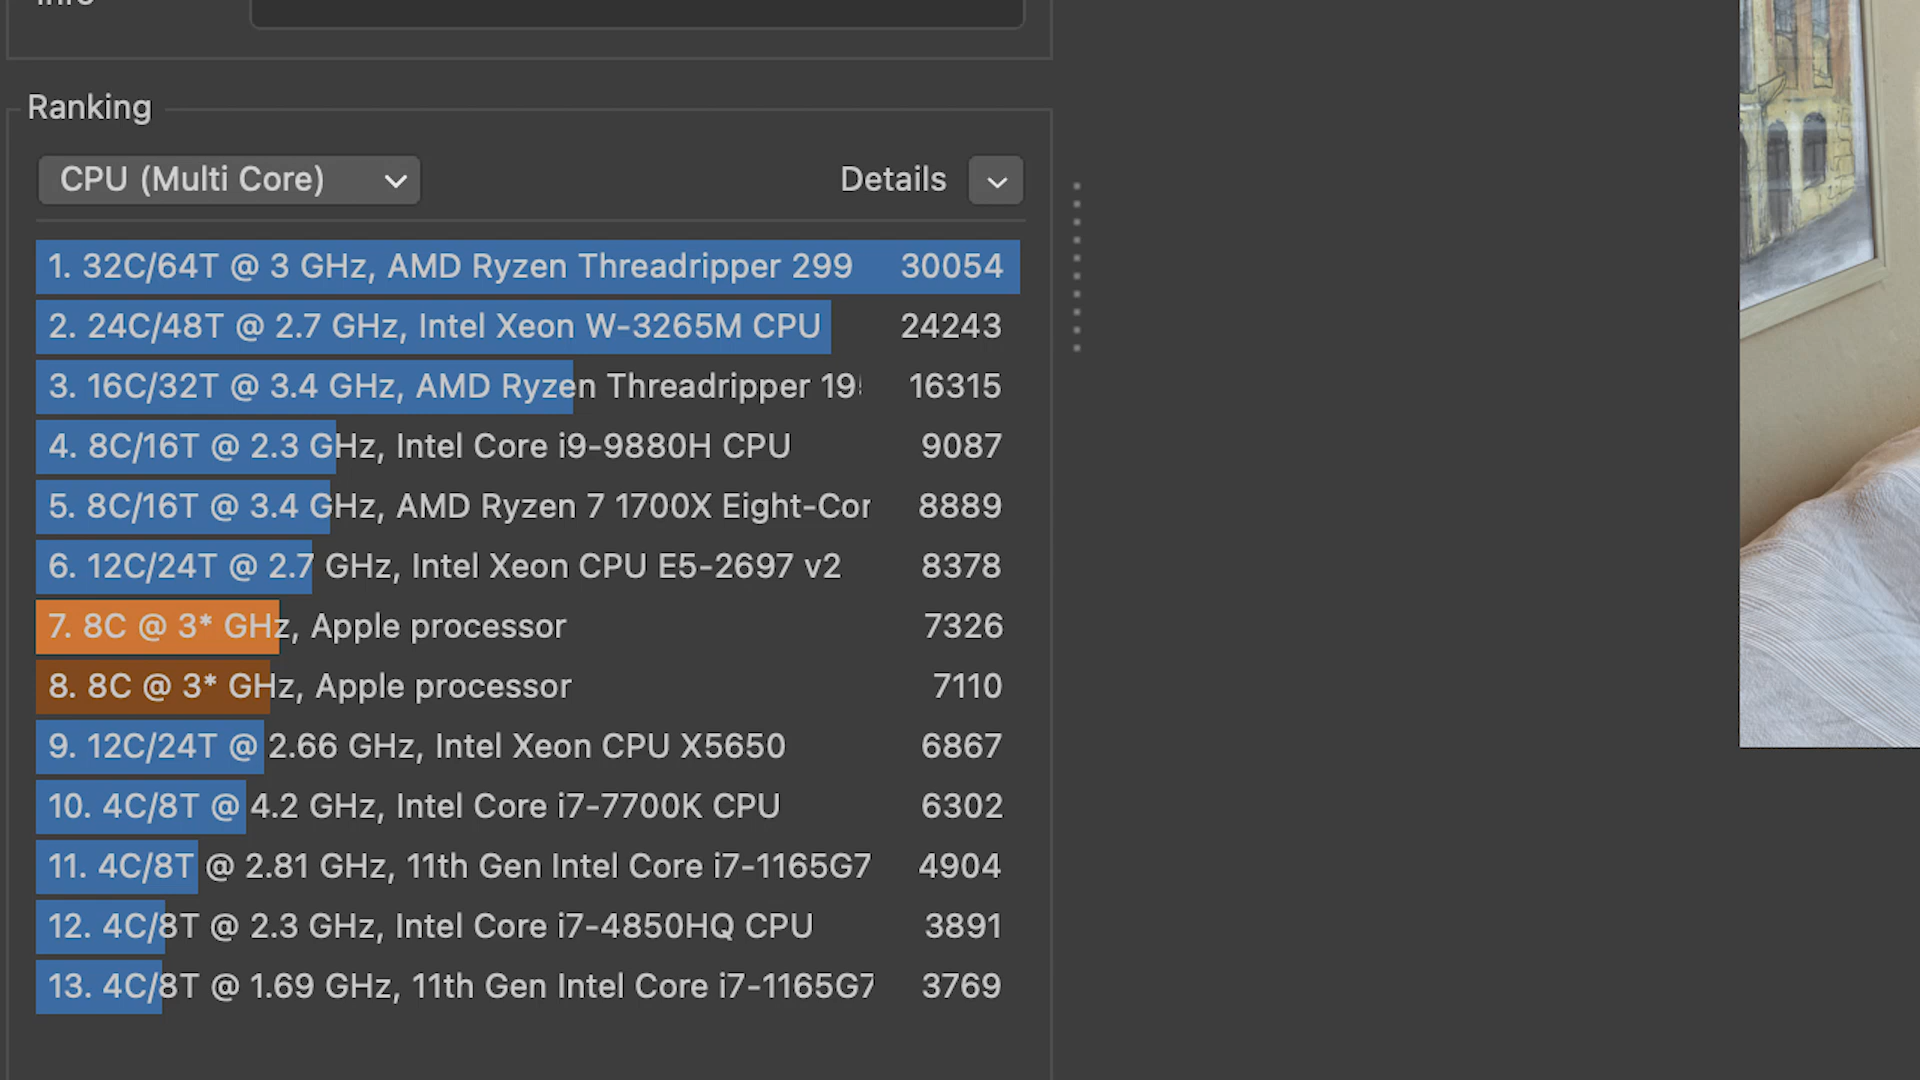 Info
Ranking
CPU (Multi Core)
Details
1. 32C/64T @ 3 GHz, AMD Ryzen Threadripper 299 30054
2. 24C/48T @ 2.7 GHz, Intel Xeon W-3265M CPU 24243
3. 16C/32T @ 3.4 GHz, AMD Ryzen Threadripper 19 16315
4. 8C/16T @ 2.3 GHz, Intel Core i9-9880H CPU 9087
5. 8C/16T @ 3.4 GHz, AMD Ryzen 7 1700X Eight-Cor 8889
6. 12C/24T @ 2.7 GHz, Intel Xeon CPU E5-2697 v2 8378
7. 8C @ 3* GHz, Apple processor 7326
8. 8C @ 3* GHz, Apple processor 7110
9. 12C/24T @ 2.66 GHz, Intel Xeon CPU X5650 6867
10. 4C/8T @ 4.2 GHz, Intel Core i7-7700K CPU 6302
11. 4C/8T @ 2.81 GHz, 11th Gen Intel Core i7-1165G7 4904
12. 4C/8T @ 2.3 GHz, Intel Core i7-4850HQ CPU 3891
13. 4C/8T @ 1.69 GHz, 11th Gen Intel Core i7-1165G7 3769